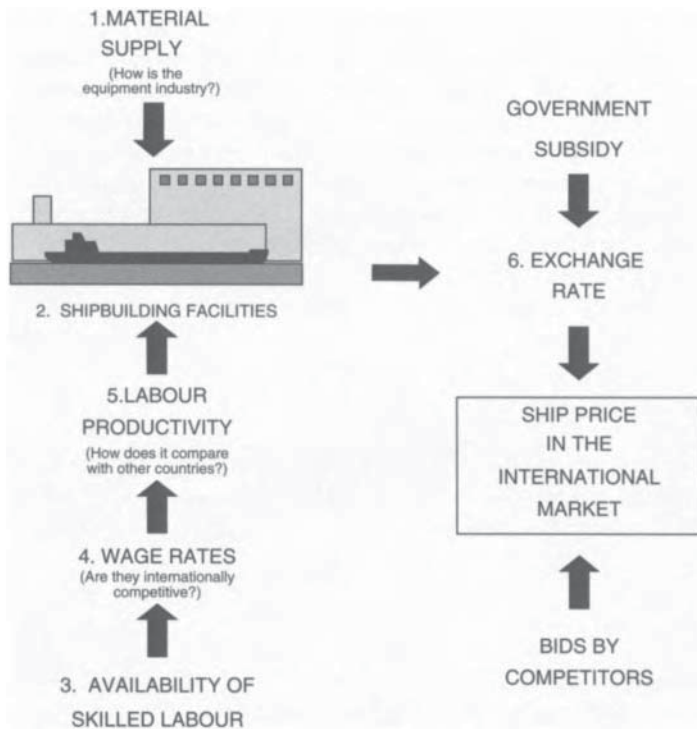 1.MATERIAL
SUPPLY
(How is the
equipment industry?)
2. SHIPBUILDING FACILITIES
5.LABOUR
PRODUCTIVITY
(How does it compare
with other countries?)
4. WAGE RATES
(Are they internationally
competitive?)
3. AVAILABILITY OF
SKILLED LABOUR
GOVERNMENT
SUBSIDY
6. EXCHANGE
RATE
SHIP PRICE
IN THE
INTERNATIONAL
MARKET
BIDS BY
COMPETITORS